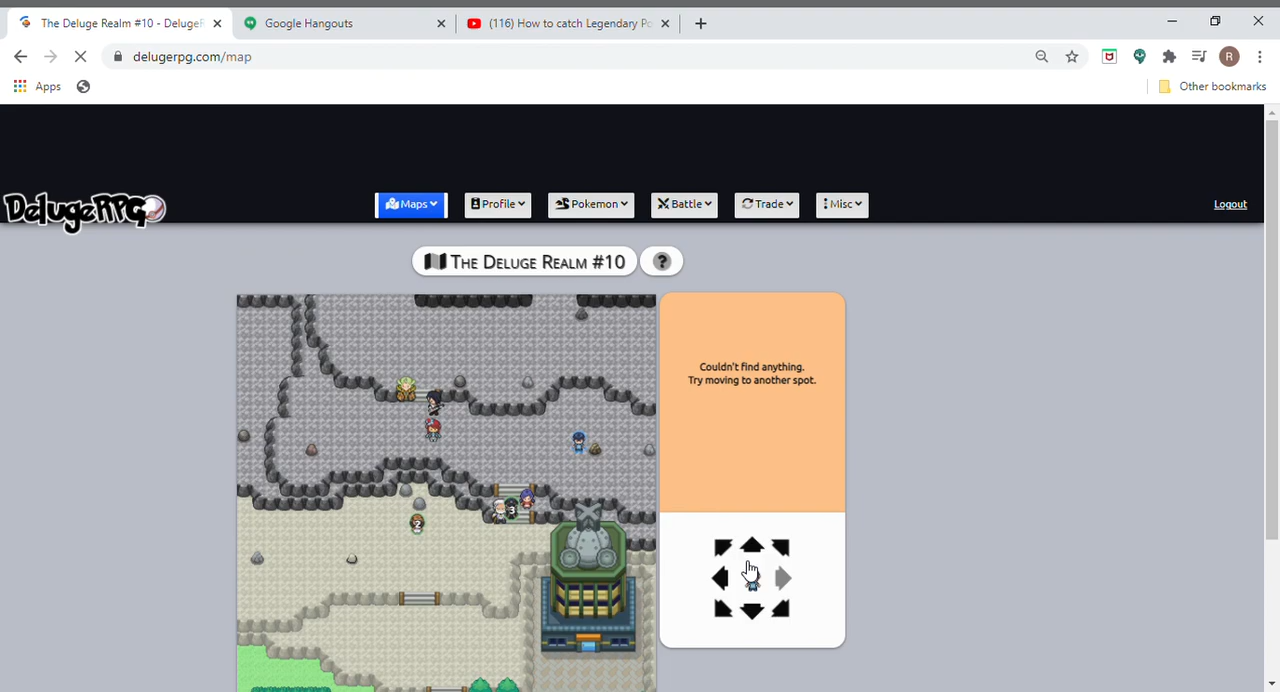 The Deluge Realm #10 - DelugeR
Google Hangouts
(116) How to catch Legendary Po
delugerpg.com/map
R
Apps
Other bookmarks
DelugeRPG
Maps
Profile
Pokemon
Battle
Trade
Misc
Logout
The Deluge Realm #10
?
Couldn't find anything.
Try moving to another spot.
3
2